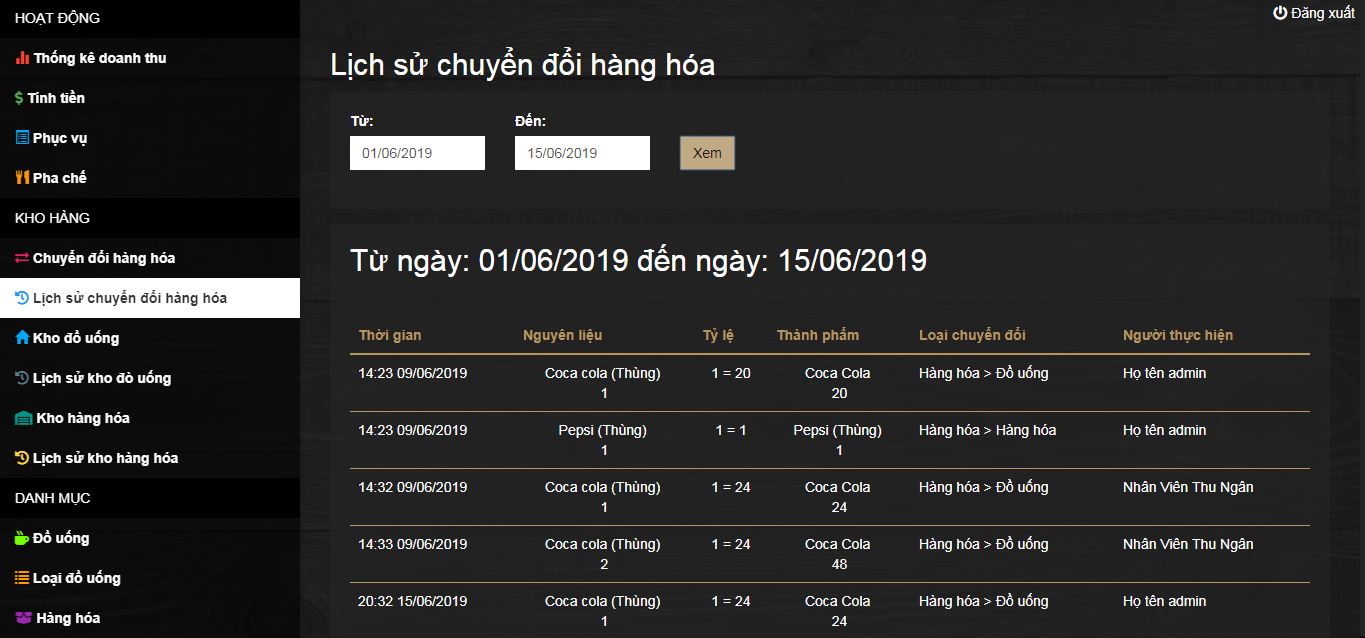 HOẠT ĐỘNG
Thống kê doanh thu
Tính tiền
Phục vụ
Pha chế
KHO HÀNG
Chuyển đổi hàng hóa
Lịch sử chuyển đổi hàng hóa
Kho đồ uống
Lịch sử kho đò uống
Kho hàng hóa
Lịch sử kho hàng hóa
DANH MỤC
Đồ uống
Loại đồ uống
Hàng hóa
Đăng xuất
Lịch sử chuyển đổi hàng hóa
Từ: Đến:
01/06/2019 15/06/2019 Xem
Từ ngày: 01/06/2019 đến ngày: 15/06/2019
Thời gian Nguyên liệu Tỷ lệ Thành phẩm Loại chuyển đổi Người thực hiện
14:23 09/06/2019 Coca cola (Thùng) 1 = 20 Coca Cola Hàng hóa > Đồ uống Họ tên admin
1 20
14:23 09/06/2019 Pepsi (Thùng) 1 = 1 Pepsi (Thùng) Hàng hóa > Hàng hóa Họ tên admin
1 1
14:32 09/06/2019 Coca cola (Thùng) 1 = 24 Coca Cola Hàng hóa > Đồ uống Nhân Viên Thu Ngân
1 24
14:33 09/06/2019 Coca cola (Thùng) 1 = 24 Coca Cola Hàng hóa > Đồ uống Nhân Viên Thu Ngân
2 48
20:32 15/06/2019 Coca cola (Thùng) 1 = 24 Coca Cola Hàng hóa > Đồ uống Họ tên admin
1 24